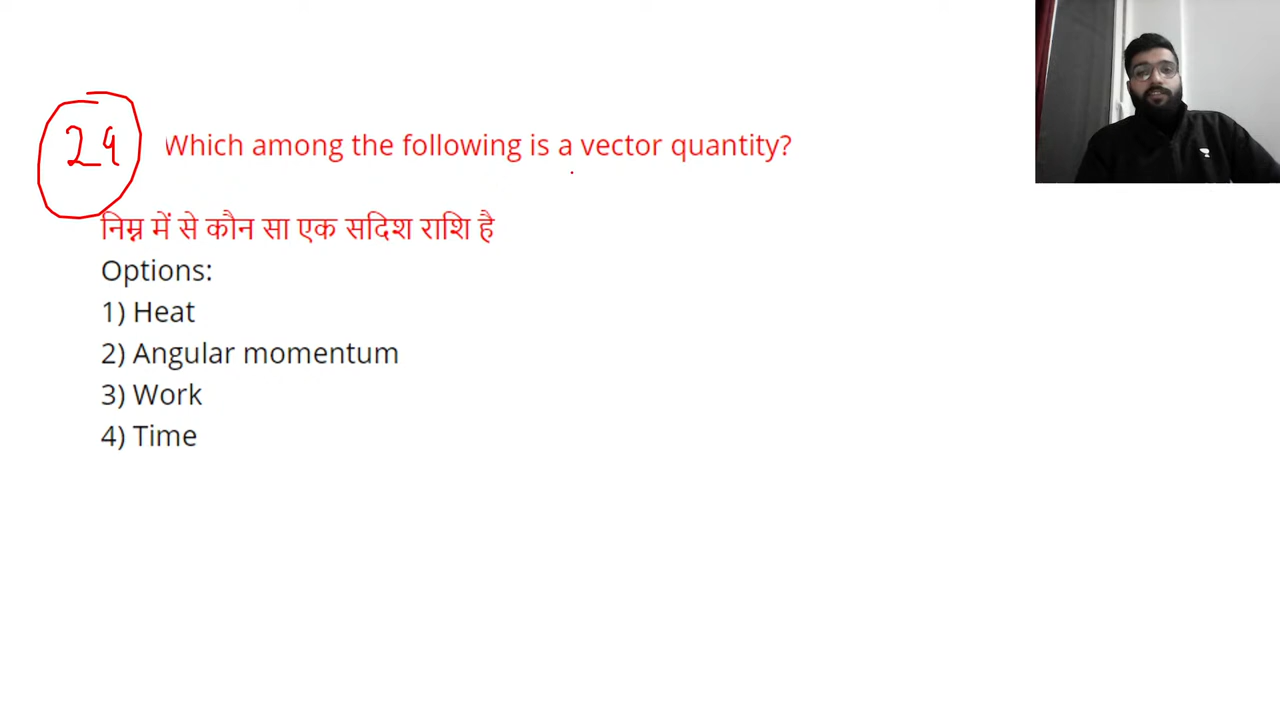 29 Which among the following is a vector quantity?
निम्न में से कौन सा एक सदिश राशि है
Options:
1) Heat
2) Angular momentum
3) Work
4) Time